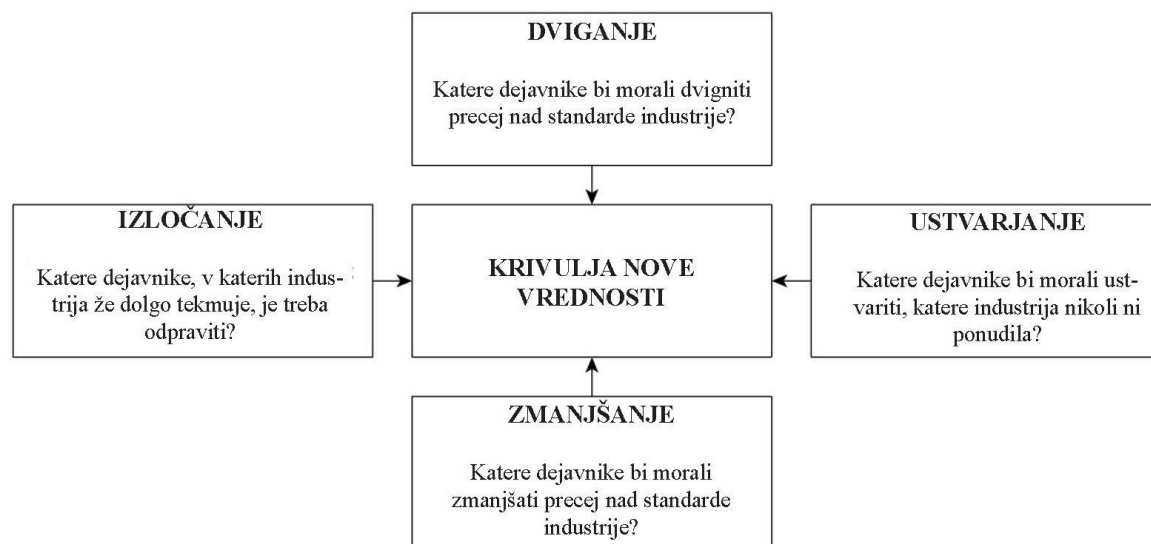 DVIGANJE
Katere dejavnike bi morali dvigniti
precej nad standarde industrije?
IZLOČANJE
Katere dejavnike, v katerih indus-
trija že dolgo tekmuje, je treba
odpraviti?
KRIVULJA NOVE
VREDNOSTI
USTVARJANJE
Katere dejavnike bi morali ust-
variti, katere industrija nikoli ni
ponudila?
ZMANJŠANJE
Katere dejavnike bi morali
zmanjšati precej nad standarde
industrije?